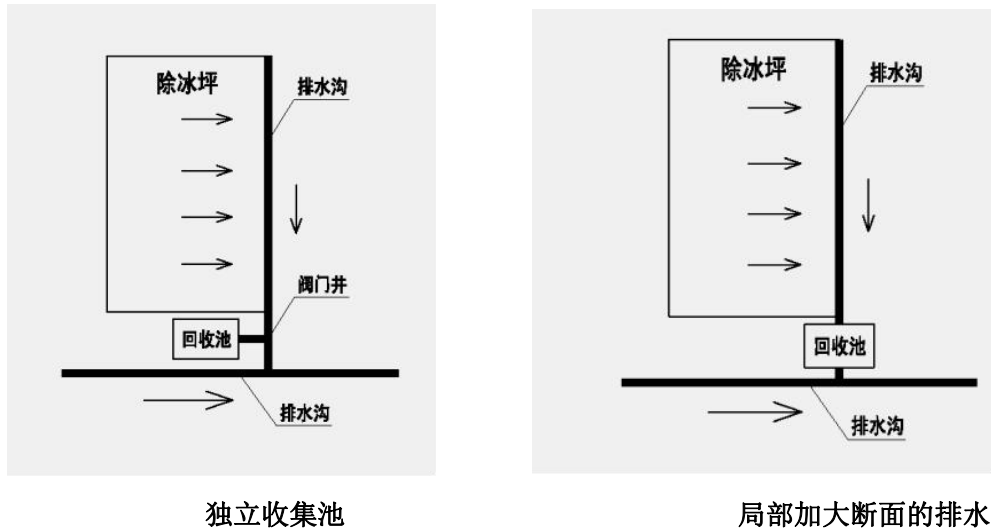 除冰坪
排水沟
阀门井
回收池
排水沟
独立收集池
除冰坪
排水沟
回收池
排水沟
局部加大断面的排水